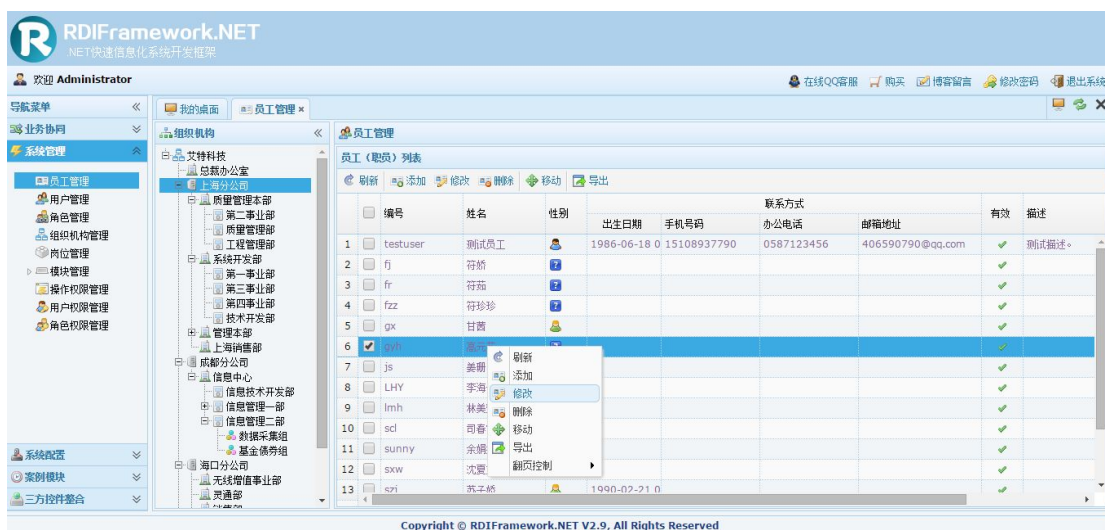 RDIFramework.NET
.NET快速信息化系统开发框架
欢迎 Administrator
在线QQ客服 购买 博客留言 修改密码 退出系统
导航菜单
业务协同
系统管理
员工管理
用户管理
角色管理
组织机构管理
岗位管理
模块管理
操作权限管理
用户权限管理
角色权限管理
系统配置
案例模块
三方控件整合
我的桌面 员工管理
组织机构
艾特科技
总裁办公室
上海分公司
质量管理本部
第二事业部
质量管理部
工程管理部
系统开发部
第一事业部
第三事业部
第四事业部
技术开发部
管理本部
上海销售部
成都分公司
信息中心
信息技术开发部
信息管理一部
信息管理二部
数据采集组
基金债券组
海口分公司
无线增值事业部
灵通部
员工管理
员工（职员）列表
刷新 添加 修改 删除 移动 导出
编号 姓名 性别 联系方式 有效 描述
出生日期 手机号码 办公电话 邮箱地址
1 testuser 测试员工 1986-06-18 0 15108937790 0587123456 406590790@qq.com 测试描述。
2 fj 符娇
3 fr 符茹
4 fzz 符珍珍
5 gx 甘茜
6 gyh
7 js 姜珊
8 LHY 李海
9 lmh 林美
10 scl 司春
11 sunny 余娟
12 sxw 沈夏
13 szj 苏子娇 1990-02-21 0
刷新
添加
修改
删除
移动
导出
翻页控制
Copyright © RDIFramework.NET V2.9, All Rights Reserved